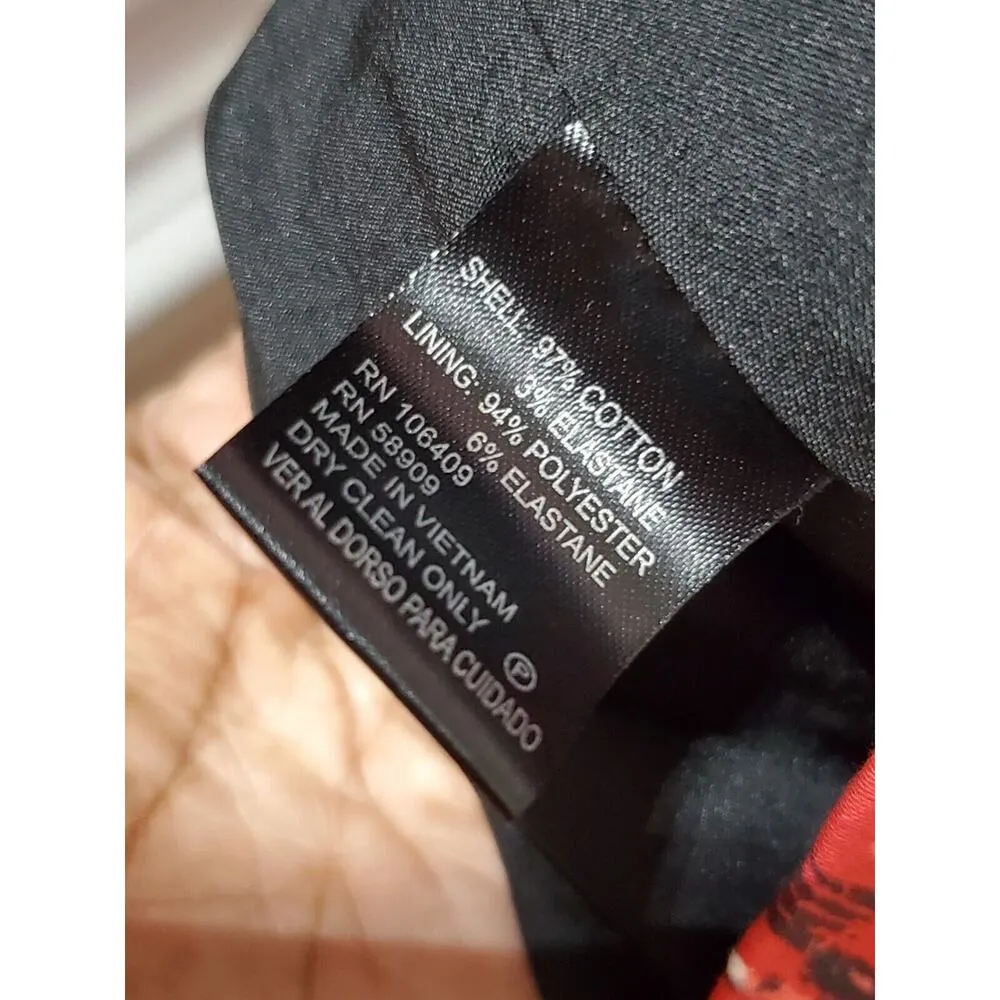 SHELL: 97% COTTON
3% ELASTANE
LINING: 94% POLYESTER
6% ELASTANE
RN 106409
RN 58909
MADE IN VIETNAM
DRY CLEAN ONLY Ⓟ
VER AL DORSO PARA CUIDADO